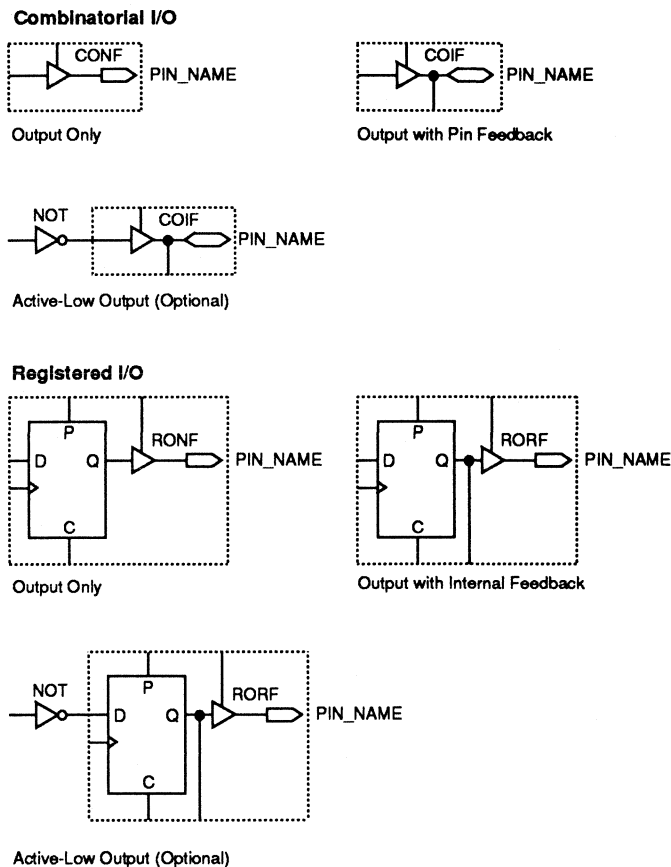 Combinatorial I/O
CONF
PIN_NAME
Output Only
COIF
PIN_NAME
Output with Pin Feedback
NOT
COIF
PIN_NAME
Active-Low Output (Optional)
Registered I/O
P
D
Q
C
RONF
PIN_NAME
Output Only
P
D
Q
C
RORF
PIN_NAME
Output with Internal Feedback
NOT
P
D
Q
C
RORF
PIN_NAME
Active-Low Output (Optional)